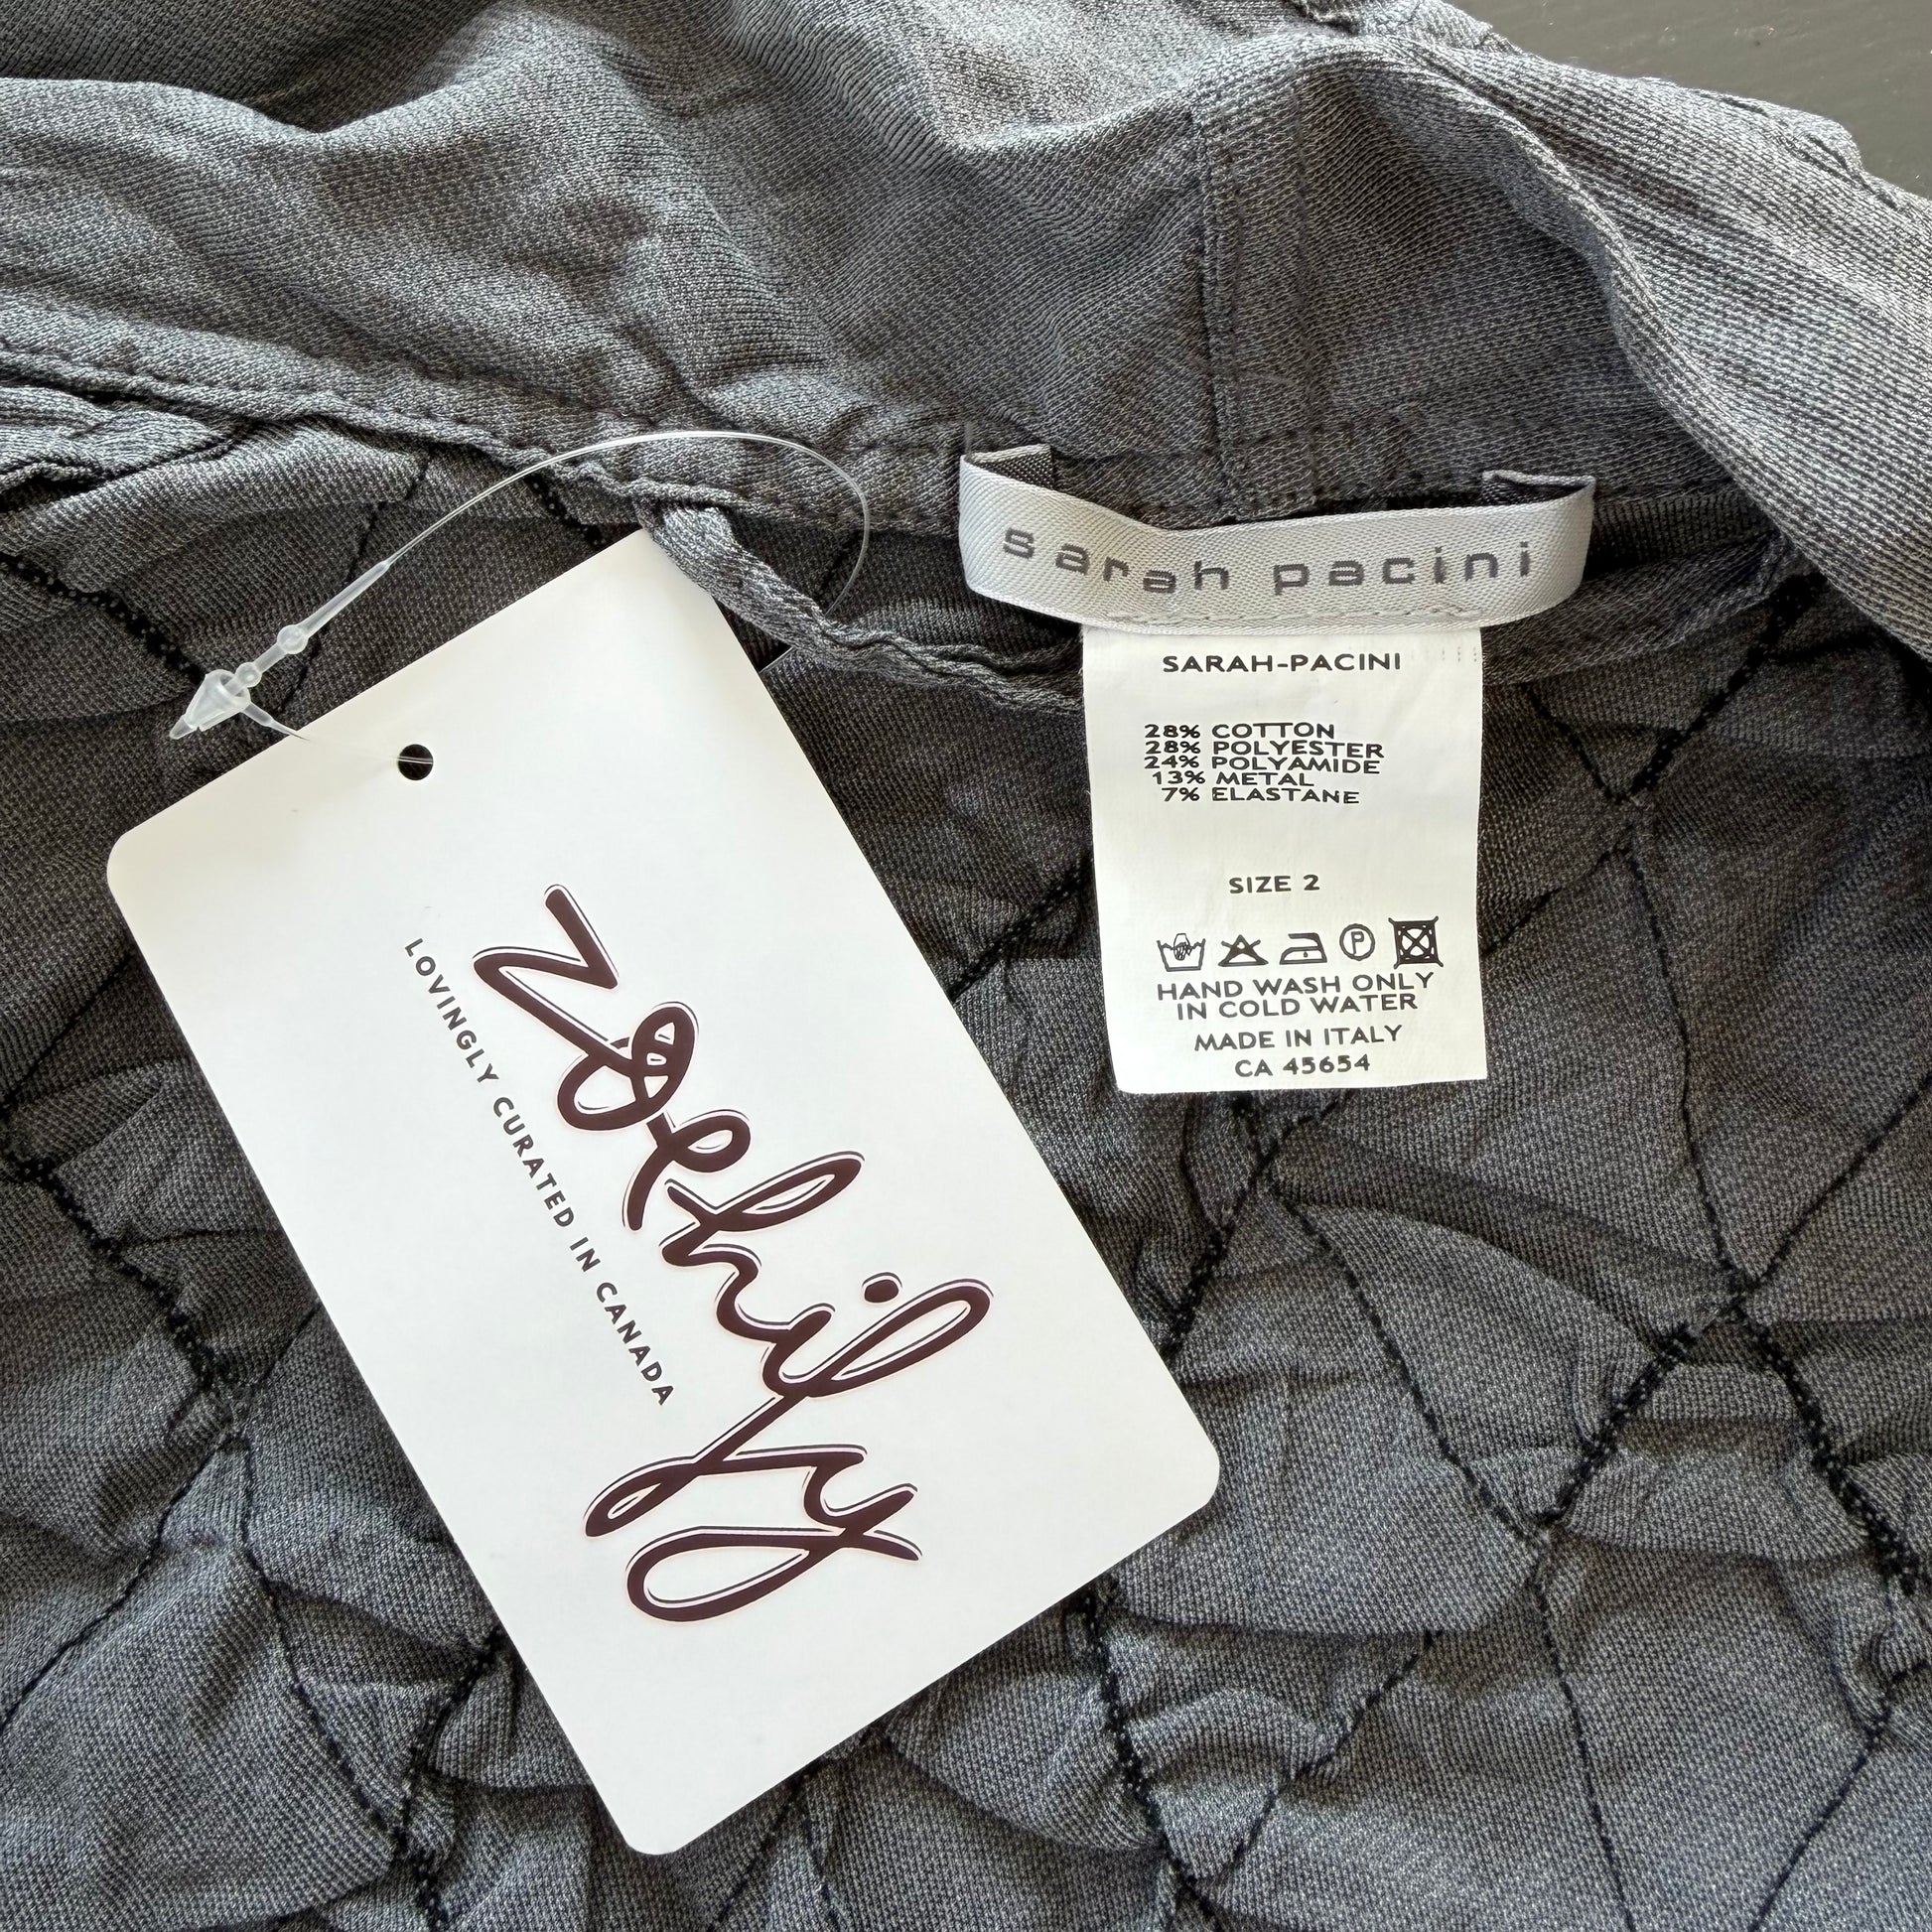 sarah pacini
SARAH-PACINI
28% COTTON
28% POLYESTER
24% POLYAMIDE
13% METAL
7% ELASTANE
SIZE 2
P
HAND WASH ONLY
IN COLD WATER
MADE IN ITALY
CA 45654
zoehify
LOVINGLY CURATED IN CANADA